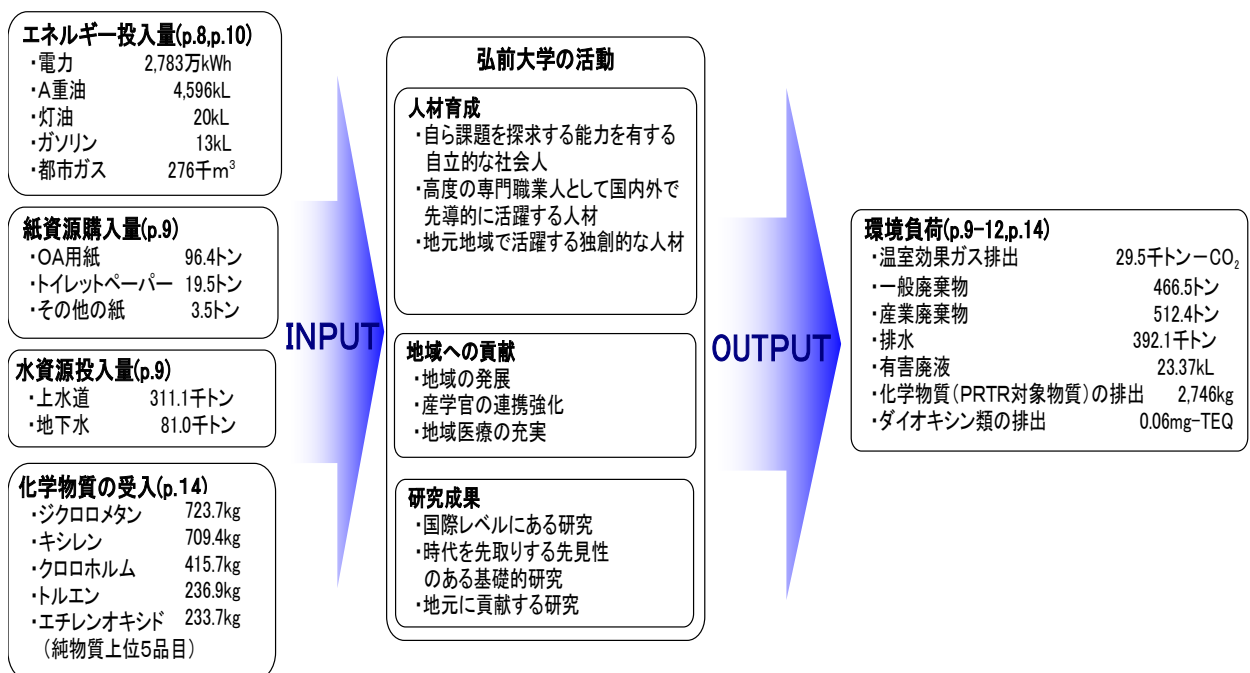 エネルギー投入量(p.8,p.10)
・電力 2,783万kWh
・A重油 4,596kL
・灯油 20kL
・ガソリン 13kL
・都市ガス 276千m³
紙資源購入量(p.9)
・OA用紙 96.4トン
・トイレットペーパー 19.5トン
・その他の紙 3.5トン
水資源投入量(p.9)
・上水道 311.1千トン
・地下水 81.0千トン
化学物質の受入(p.14)
・ジクロロメタン 723.7kg
・キシレン 709.4kg
・クロロホルム 415.7kg
・トルエン 236.9kg
・エチレンオキシド 233.7kg
(純物質上位5品目)
INPUT
弘前大学の活動
人材育成
・自ら課題を探求する能力を有する
自立的な社会人
・高度の専門職業人として国内外で
先導的に活躍する人材
・地元地域で活躍する独創的な人材
地域への貢献
・地域の発展
・産学官の連携強化
・地域医療の充実
研究成果
・国際レベルにある研究
・時代を先取りする先見性
のある基礎的研究
・地元に貢献する研究
OUTPUT
環境負荷(p.9-12,p.14)
・温室効果ガス排出 29.5千トン－CO₂
・一般廃棄物 466.5トン
・産業廃棄物 512.4トン
・排水 392.1千トン
・有害廃液 23.37kL
・化学物質(PRTR対象物質)の排出 2,746kg
・ダイオキシン類の排出 0.06mg-TEQ